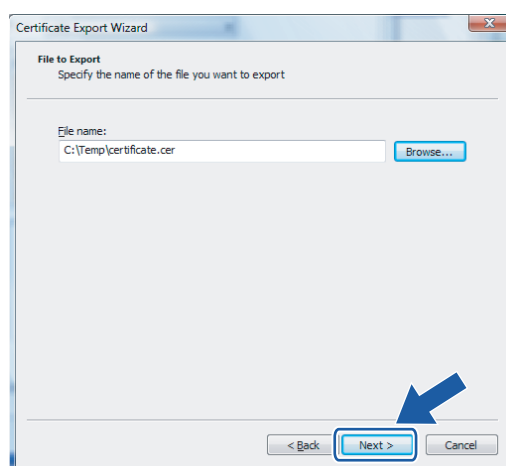 Certificate Export Wizard
File to Export
Specify the name of the file you want to export
File name:
C:\Temp\certificate.cer
Browse...
< Back Next > Cancel